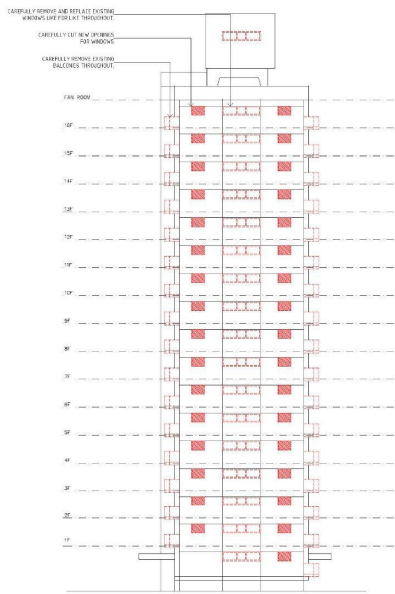 CAREFULLY REMOVE AND REPLACE EXISTING
WINDOWS LIKE FOR LIKE THROUGHOUT.
CAREFULLY CUT NEW OPENINGS
FOR WINDOWS
CAREFULLY REMOVE EXISTING
BALCONIES THROUGHOUT.
FAN ROOM
16F
15F
14F
13F
12F
11F
10F
9F
8F
7F
6F
5F
4F
3F
2F
1F